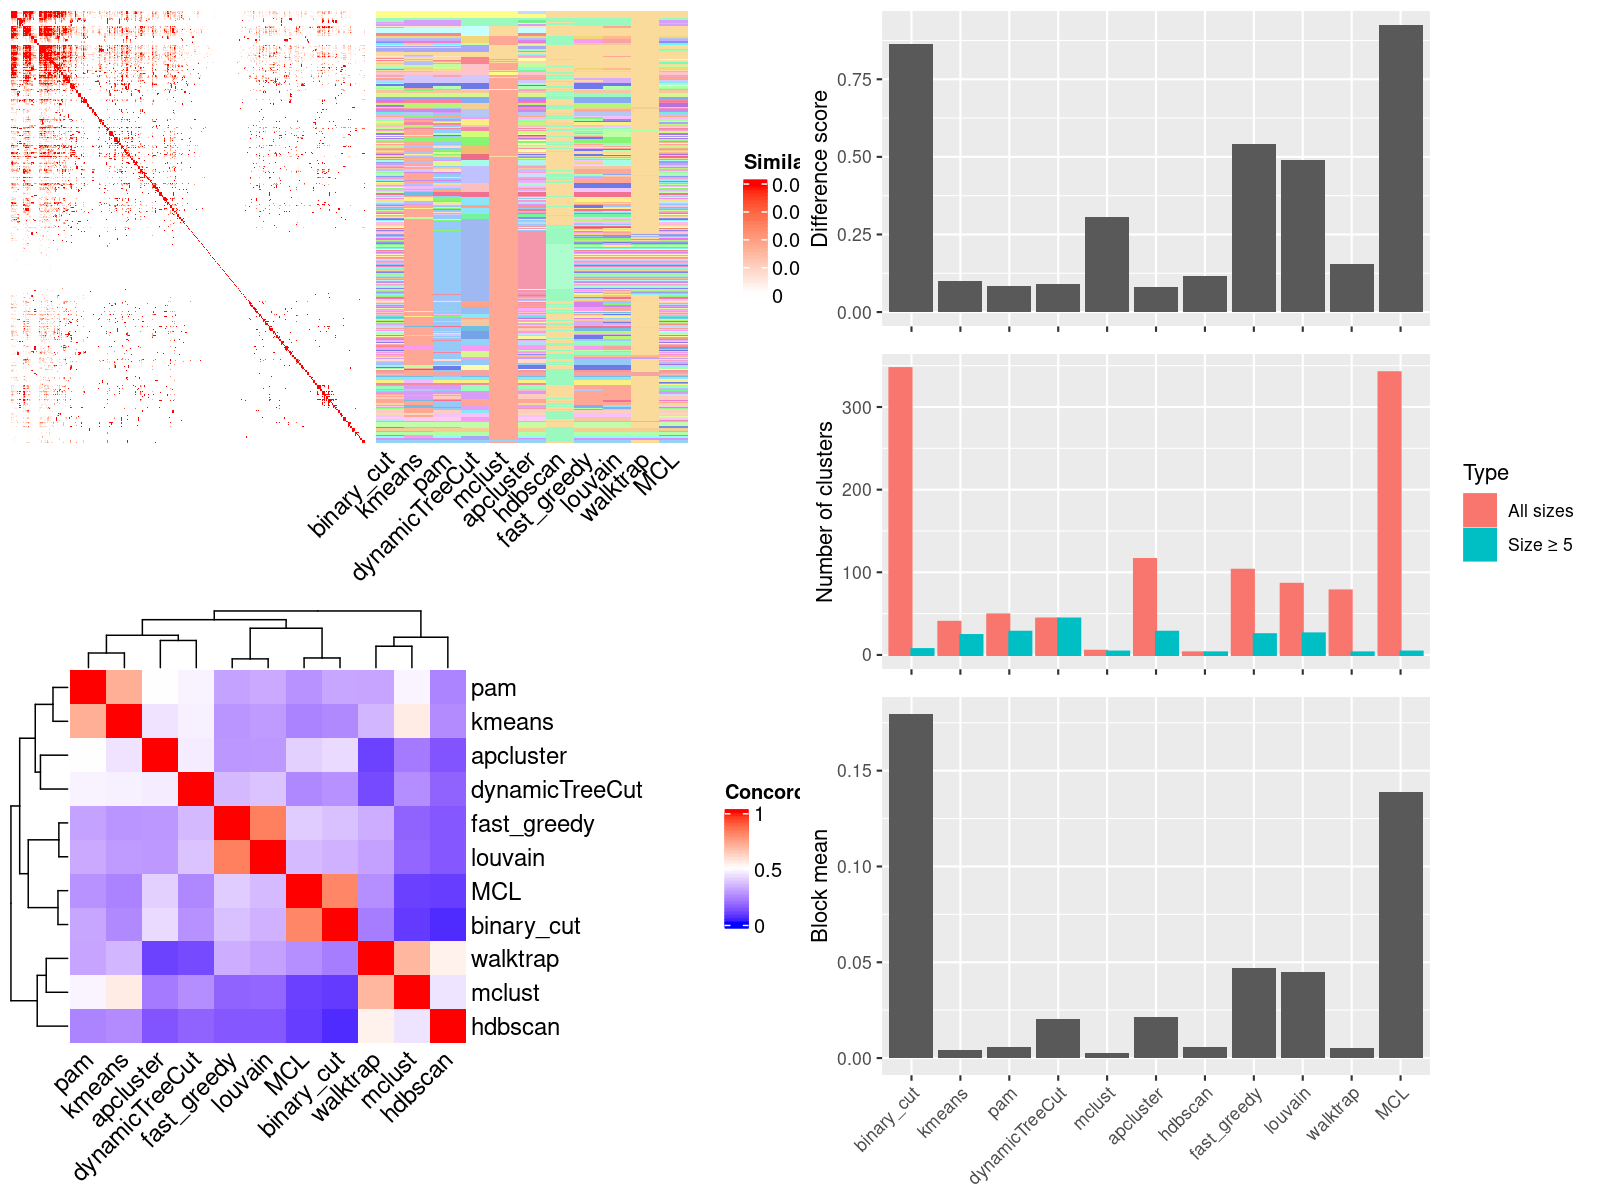 Simila
0.0
0.0
0.0
0.0
0
binary_cut
kmeans
pam
dynamicTreeCut
mclust
apcluster
hdbscan
fast_greedy
louvain
walktrap
MCL
Difference score
0.75
0.50
0.25
0.00
Number of clusters
300
200
100
0
Type
All sizes
Size ≥ 5
pam
kmeans
apcluster
dynamicTreeCut
fast_greedy
louvain
MCL
binary_cut
walktrap
mclust
hdbscan
pam
kmeans
apcluster
dynamicTreeCut
fast_greedy
louvain
MCL
binary_cut
walktrap
mclust
hdbscan
Concord
1
0.5
0
Block mean
0.15
0.10
0.05
0.00
binary_cut
kmeans
pam
dynamicTreeCut
mclust
apcluster
hdbscan
fast_greedy
louvain
walktrap
MCL